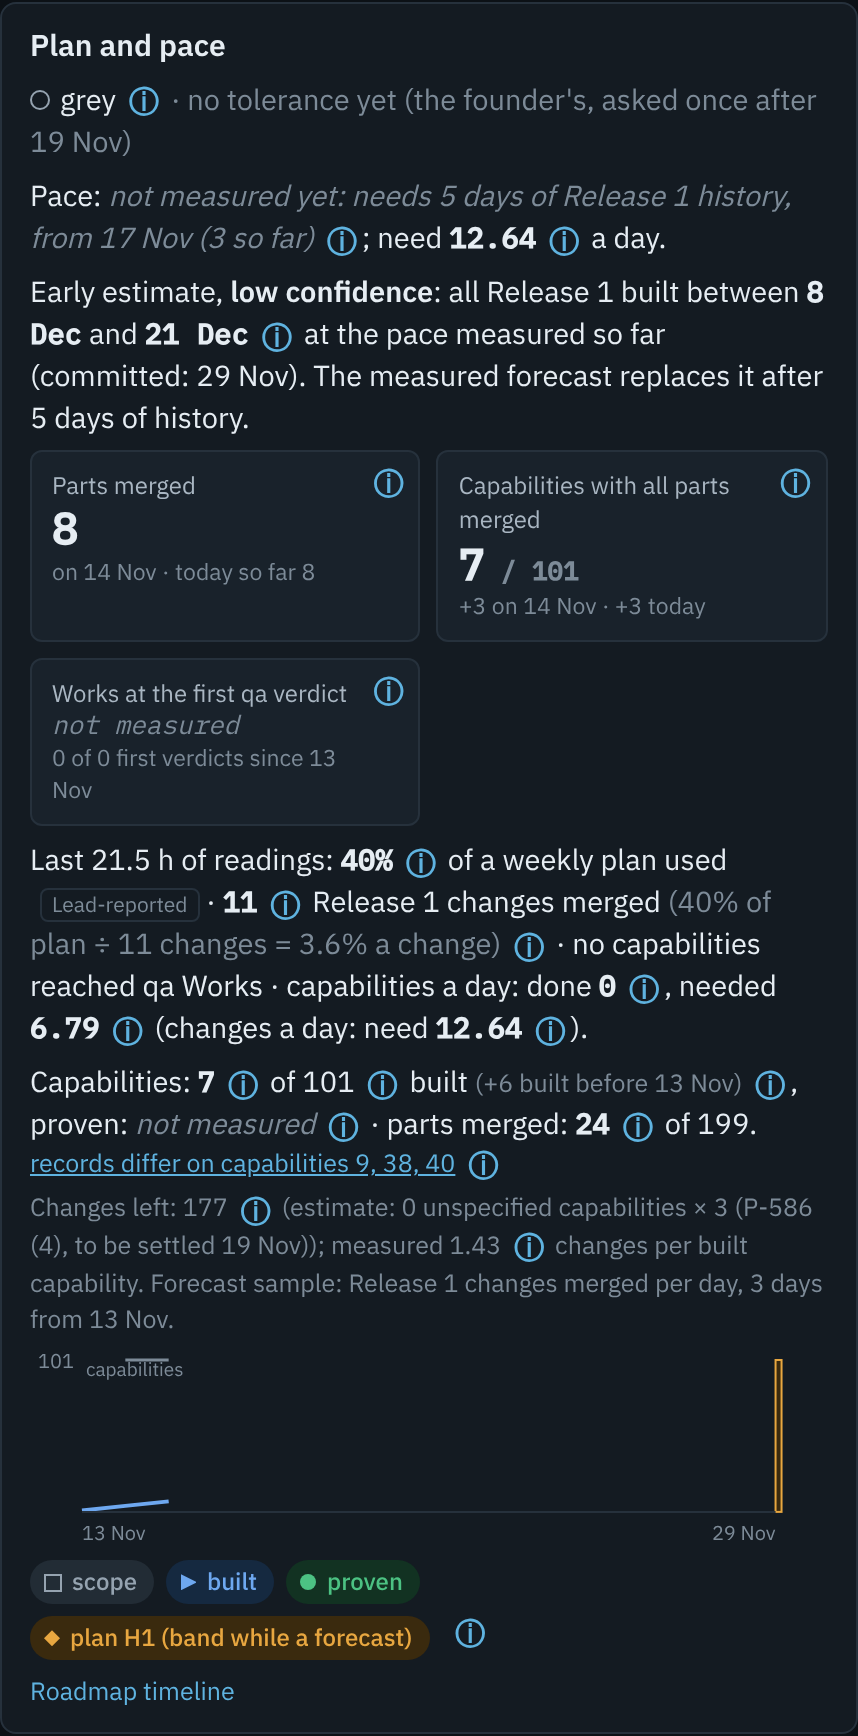 Plan and pace
grey ⓘ · no tolerance yet (the founder's, asked once after
19 Nov)
Pace: not measured yet: needs 5 days of Release 1 history,
from 17 Nov (3 so far) ⓘ; need 12.64 ⓘ a day.
Early estimate, low confidence: all Release 1 built between 8
Dec and 21 Dec ⓘ at the pace measured so far
(committed: 29 Nov). The measured forecast replaces it after
5 days of history.
Parts merged ⓘ
8
on 14 Nov · today so far 8
Capabilities with all parts ⓘ
merged
7 / 101
+3 on 14 Nov · +3 today
Works at the first qa verdict ⓘ
not measured
0 of 0 first verdicts since 13
Nov
Last 21.5 h of readings: 40% ⓘ of a weekly plan used
Lead-reported · 11 ⓘ Release 1 changes merged (40% of
plan ÷ 11 changes = 3.6% a change) ⓘ · no capabilities
reached qa Works · capabilities a day: done 0 ⓘ, needed
6.79 ⓘ (changes a day: need 12.64 ⓘ).
Capabilities: 7 ⓘ of 101 ⓘ built (+6 built before 13 Nov) ⓘ,
proven: not measured ⓘ · parts merged: 24 ⓘ of 199.
records differ on capabilities 9, 38, 40 ⓘ
Changes left: 177 ⓘ (estimate: 0 unspecified capabilities × 3 (P-586
(4), to be settled 19 Nov)); measured 1.43 ⓘ changes per built
capability. Forecast sample: Release 1 changes merged per day, 3 days
from 13 Nov.
101 capabilities
13 Nov 29 Nov
scope built proven
plan H1 (band while a forecast) ⓘ
Roadmap timeline